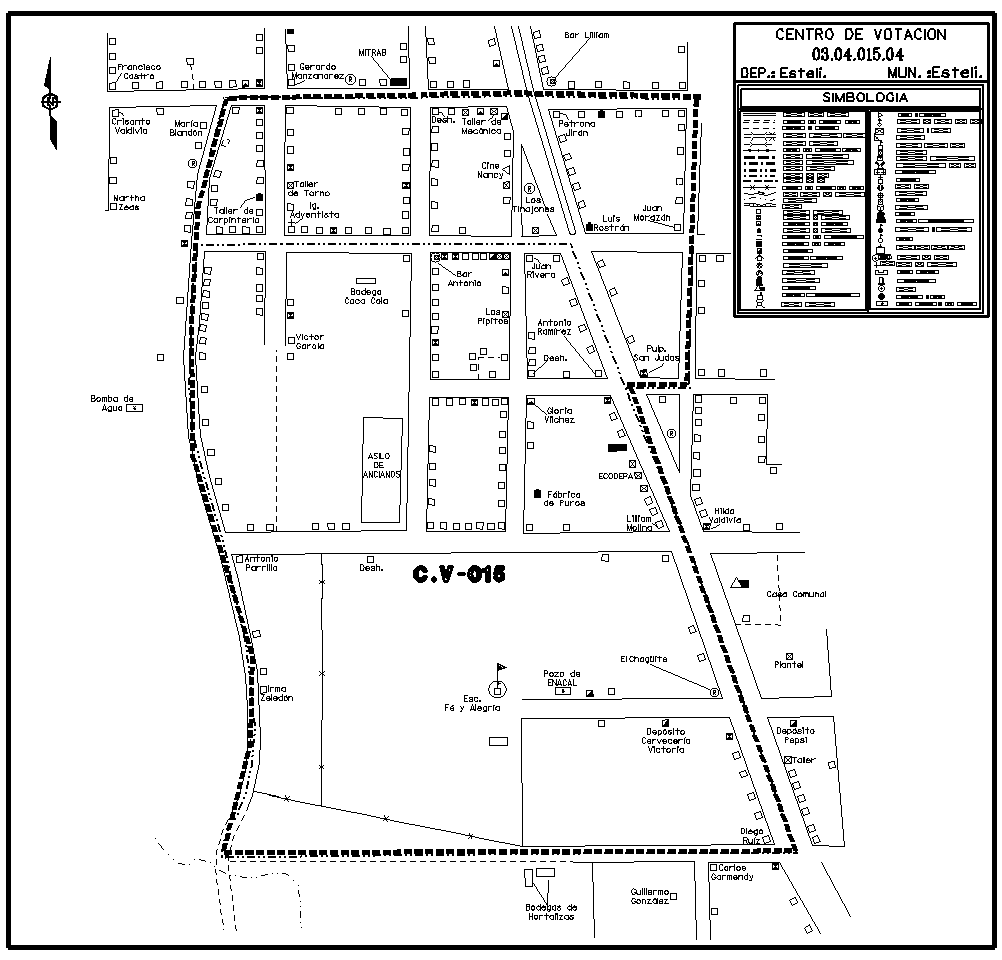 CENTRO DE VOTACION
03.04.015.04
DEP.: Estelí.
MUN. :Estelí.
SIMBOLOGIA
Bar Lilliam
MITRAB
Francisco
Castro
Gerardo
Manzanarez
R
Crisanto
Valdivia
María
Blandón
Desh.
Taller de
Mecánica
Petrona
Jirón
R
Cine
Nancy
Taller
de Torno
R
Los
Tinajones
Martha
Zeas
Taller de
Carpintería
Ig.
Adventista
Luis
Rostrán
Juan
Morazán
Bar
Antonio
Juan
Rivera
Bodega
Coca Cola
Los
Pipitos
Antonio
Ramírez
Victor
García
Desh.
Pulp.
San Judas
Bomba de
Agua
Gloria
Vilchez
R
ASILO
DE
ANCIANOS
ECODEPA
Fábrica
de Puros
Lilliam
Molina
Hilda
Valdivia
Antonio
Parrilla
Desh.
C.V-015
Casa Comunal
El Chagüite
Plantel
Irma
Zeledón
Pozo de
ENACAL
R
Esc.
Fé y Alegría
Depósito
Cervecería
Victoria
Depósito
Pepsi
Taller
Diego
Ruiz
Carlos
Garmendy
Guillermo
González
Bodegas de
Hortalizas